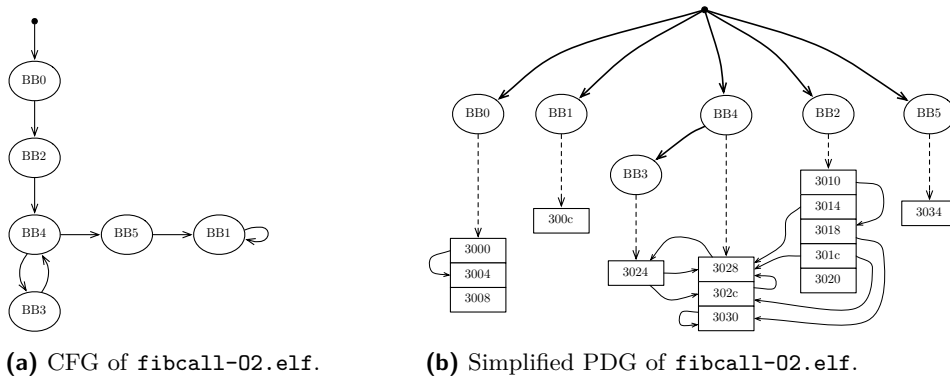 BB0
BB2
BB4
BB5
BB1
BB3
(a) CFG of fibcall-O2.elf.
BB0
BB1
BB4
BB2
BB5
BB3
3010
3014
3018
301c
3020
300c
3034
3000
3004
3008
3024
3028
302c
3030
(b) Simplified PDG of fibcall-O2.elf.